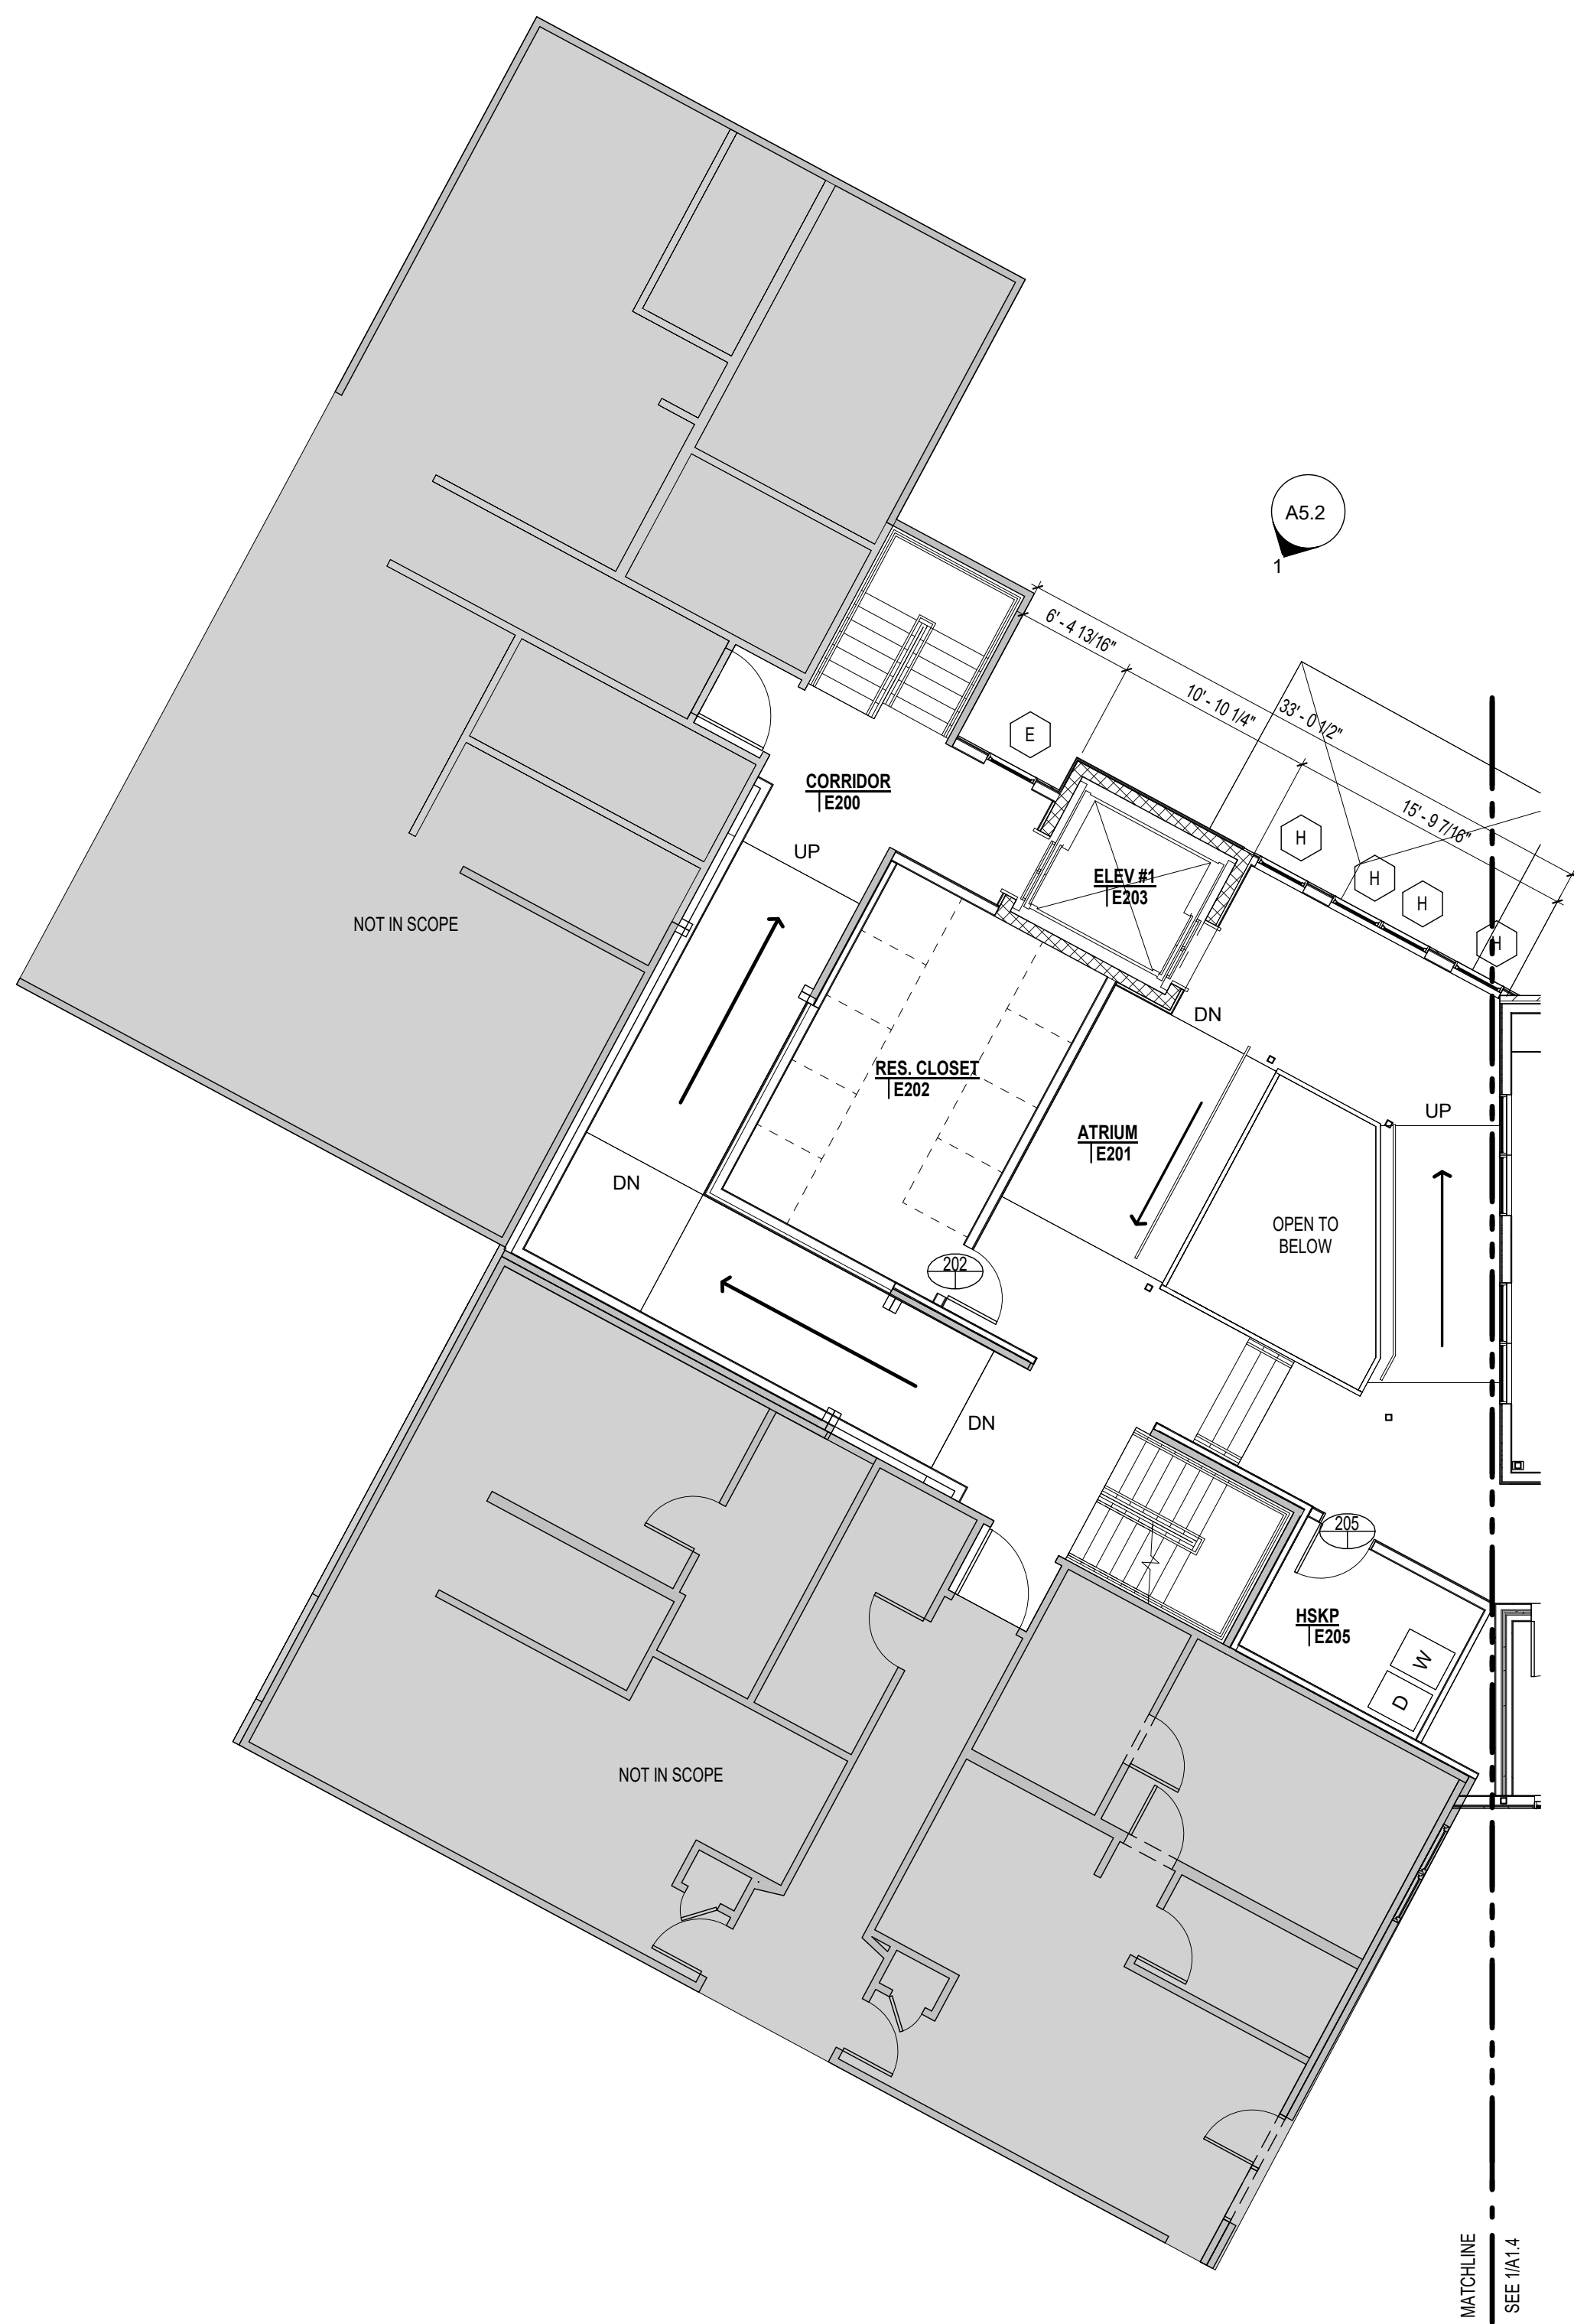 A5.2
1
6' - 4 13/16"
10' - 10 1/4"
33' - 0 1/2"
15' - 9 7/16"
E
H
H
H
H
CORRIDOR
E200
UP
ELEV #1
E203
NOT IN SCOPE
DN
RES. CLOSET
E202
ATRIUM
E201
UP
DN
OPEN TO
BELOW
202
DN
205
HSKP
E205
W
D
NOT IN SCOPE
MATCHLINE
SEE 1/A1.4